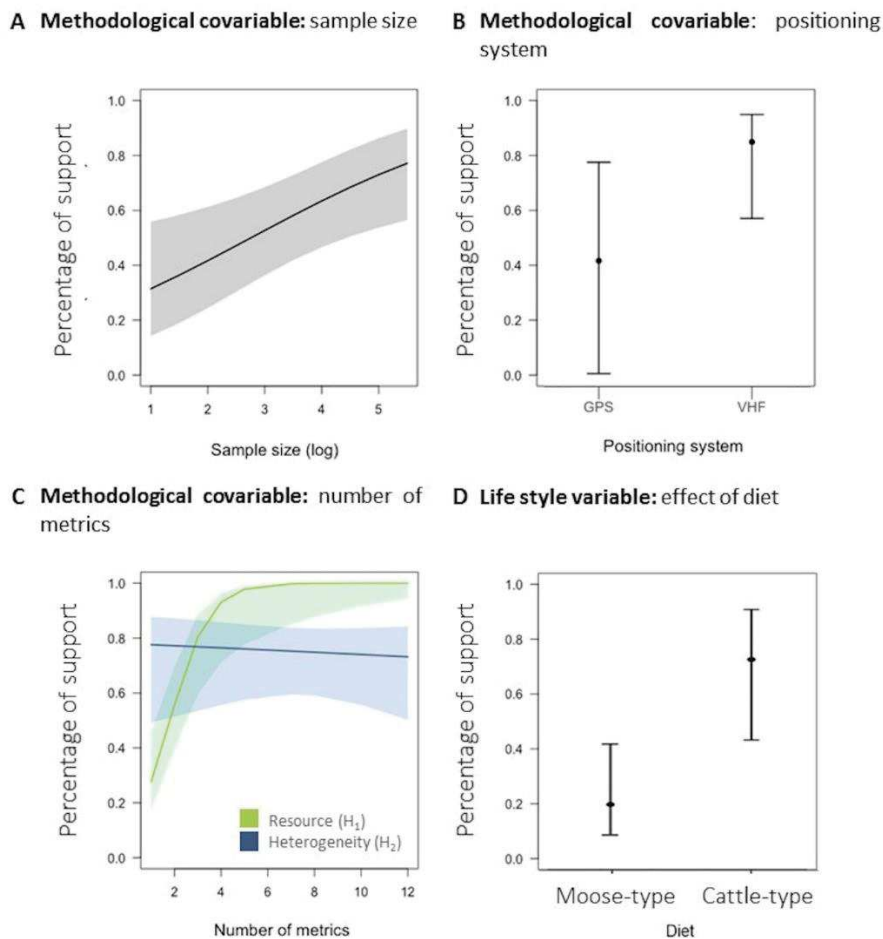 A Methodological covariable: sample size
Percentage of support
1.0
0.8
0.6
0.4
0.2
0.0
1 2 3 4 5
Sample size (log)
B Methodological covariable: positioning
system
Percentage of support
1.0
0.8
0.6
0.4
0.2
0.0
GPS VHF
Positioning system
C Methodological covariable: number of
metrics
Percentage of support
1.0
0.8
0.6
0.4
0.2
0.0
Resource (H₁)
Heterogeneity (H₂)
2 4 6 8 10 12
Number of metrics
D Life style variable: effect of diet
Percentage of support
1.0
0.8
0.6
0.4
0.2
0.0
Moose-type Cattle-type
Diet